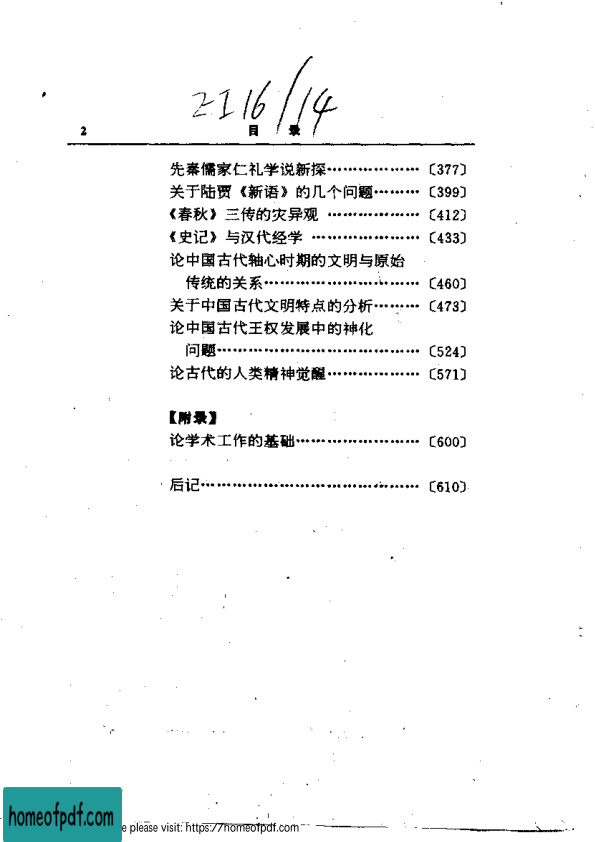 2116/14
2 目 录
先秦儒家仁礼学说新探………………〔377〕
关于陆贾《新语》的几个问题………〔399〕
《春秋》三传的灾异观 ………………〔412〕
《史记》与汉代经学 …………………〔433〕
论中国古代轴心时期的文明与原始
传统的关系…………………………〔460〕
关于中国古代文明特点的分析………〔473〕
论中国古代王权发展中的神化
问题…………………………………〔524〕
论古代的人类精神觉醒………………〔571〕
【附录】
论学术工作的基础……………………〔600〕
后记……………………………………〔610〕
homeofpdf.com
e please visit: https://homeofpdf.com